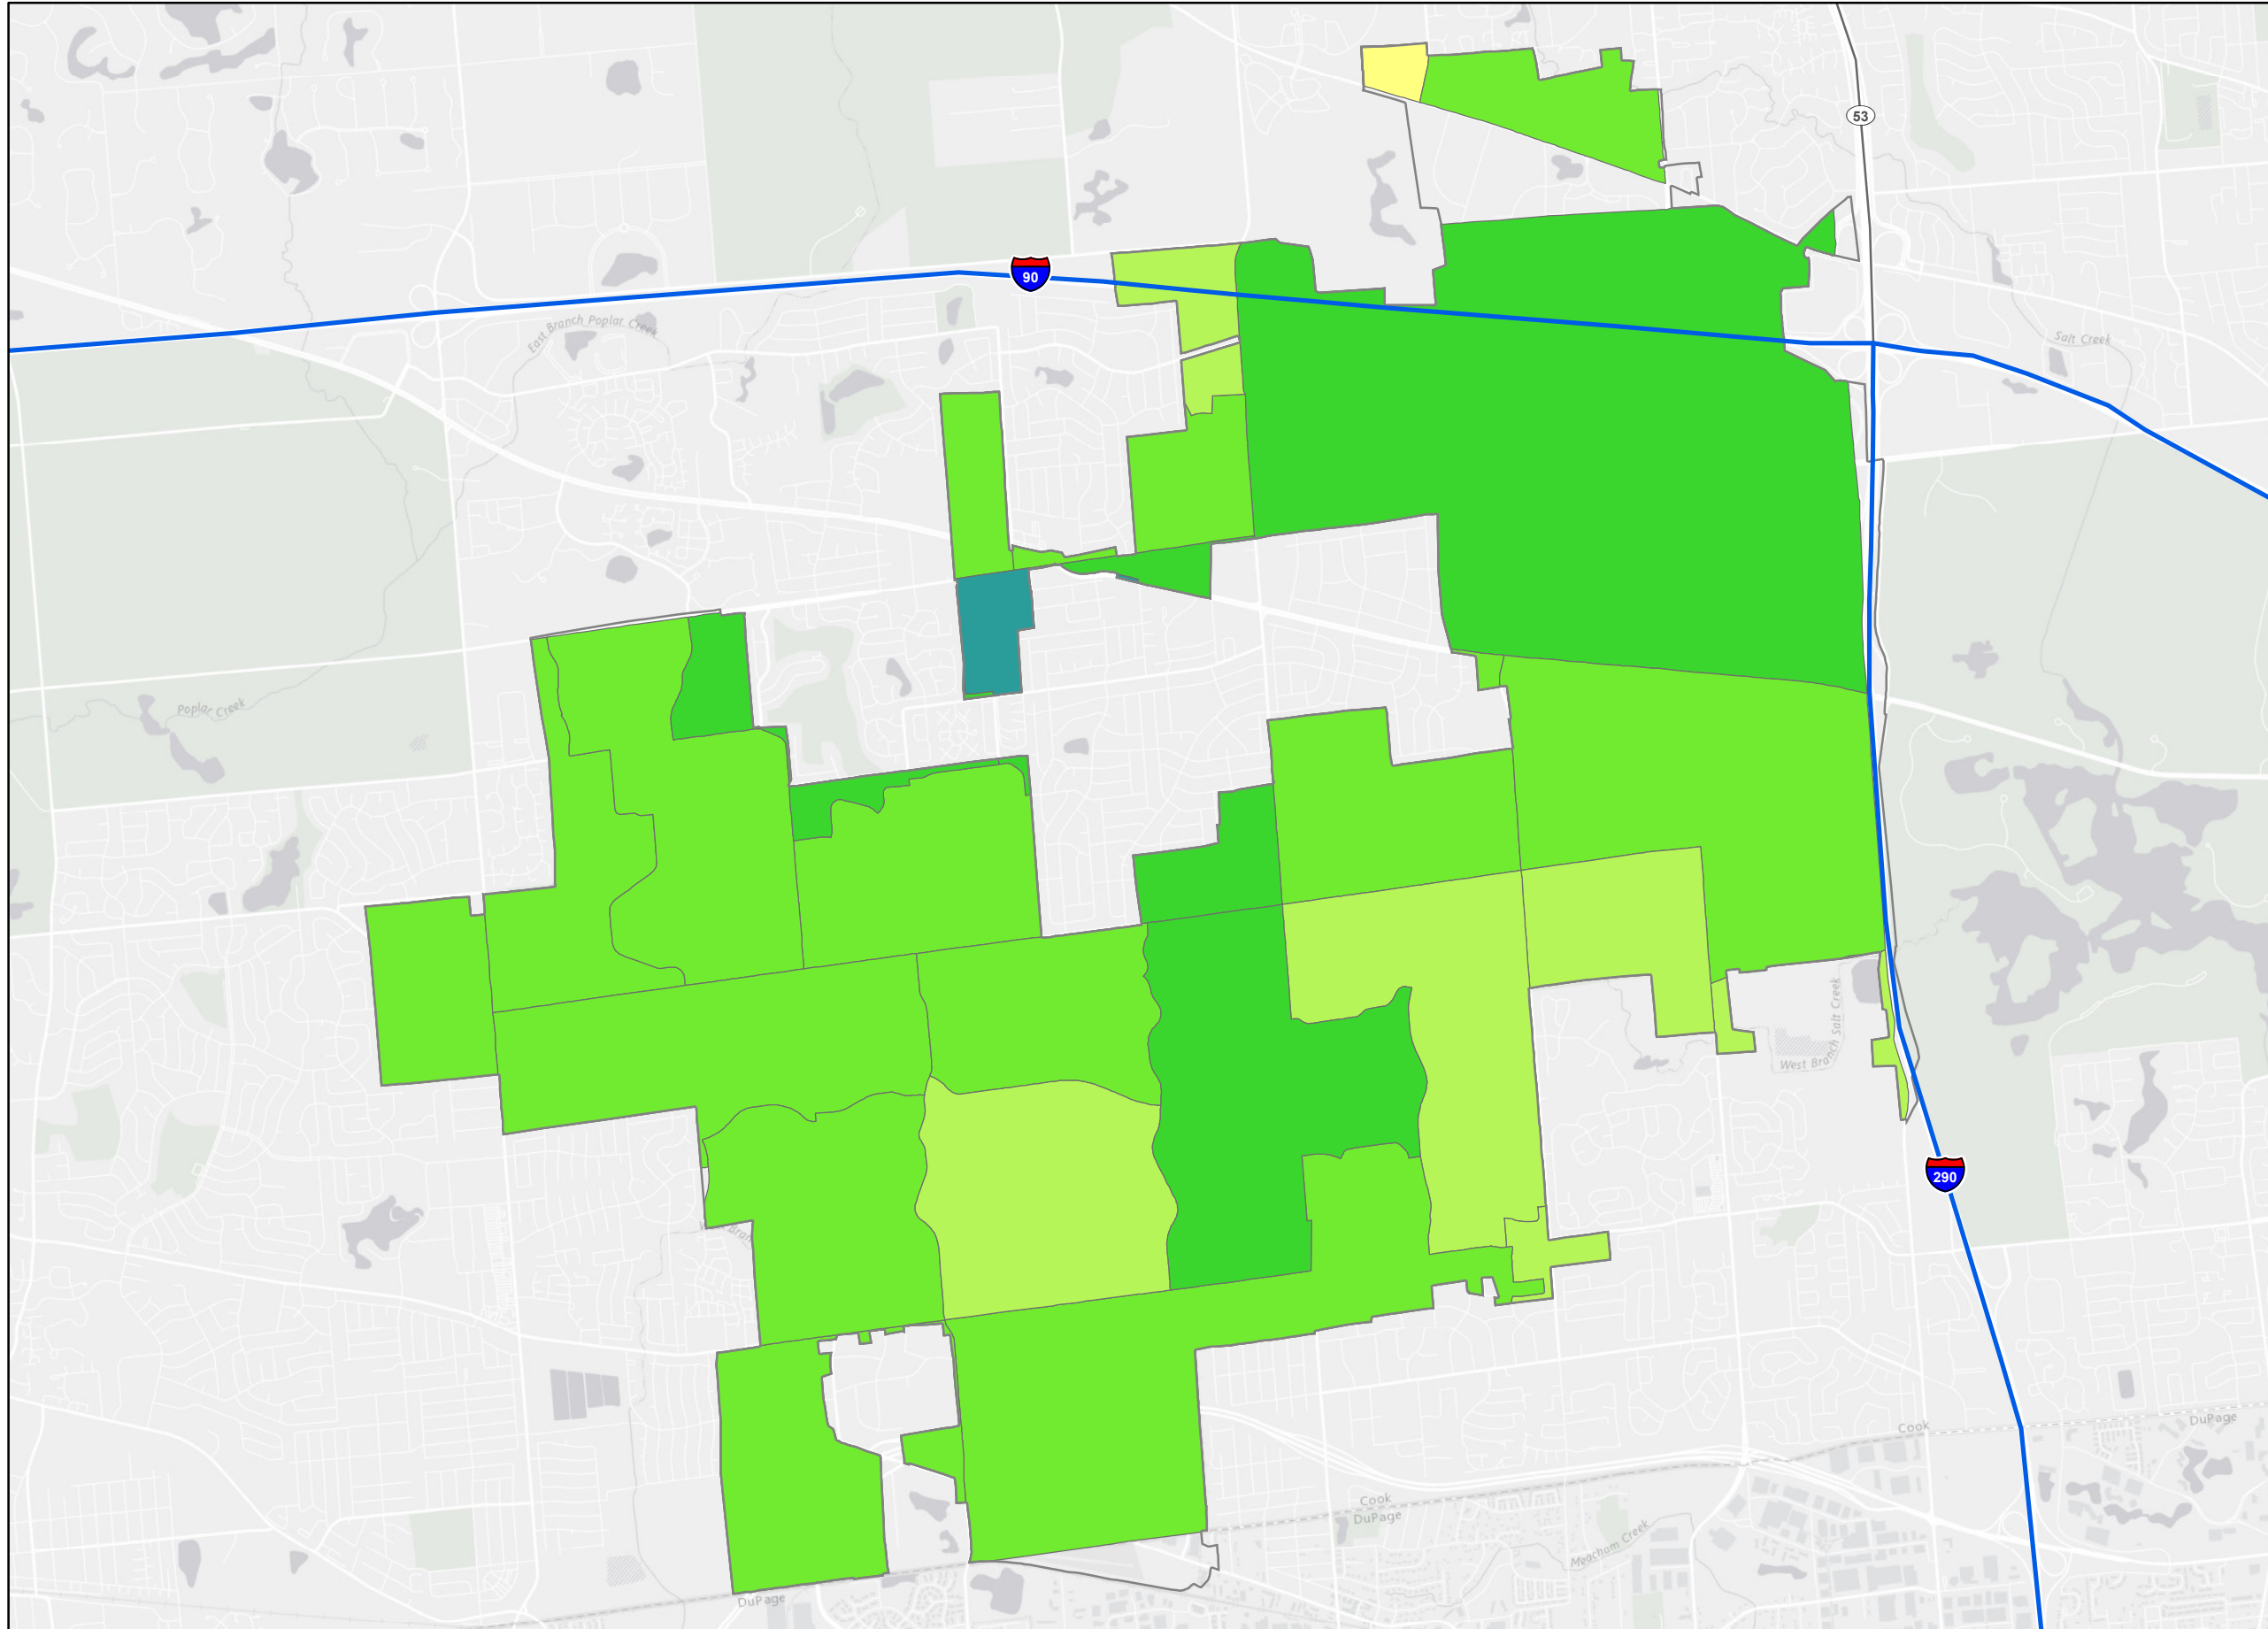 53
90
East Branch Poplar Creek
Salt Creek
Poplar Creek
West Branch Salt Creek
290
Cook
DuPage
Cook
DuPage
Meacham Creek
DuPage